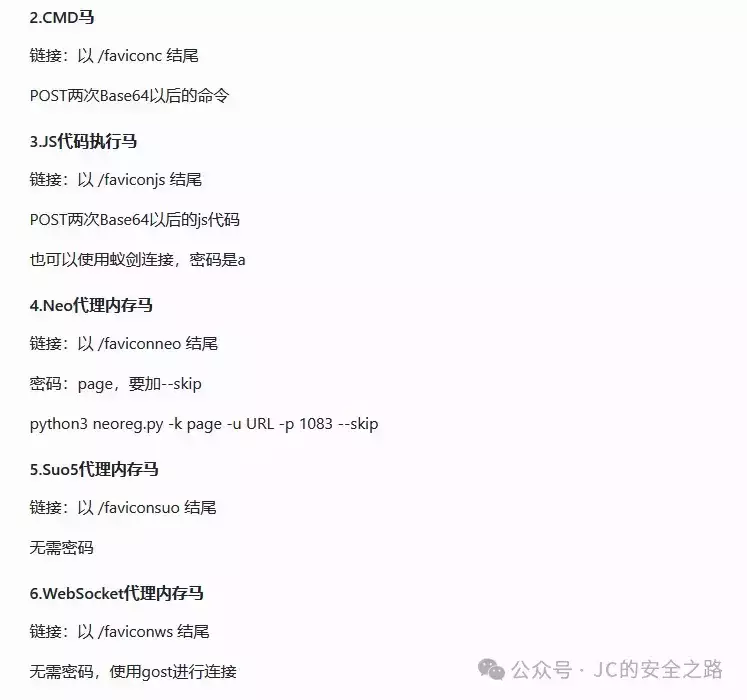 2.CMD马
链接：以 /faviconc 结尾
POST两次Base64以后的命令
3.JS代码执行马
链接：以 /faviconjs 结尾
POST两次Base64以后的js代码
也可以使用蚁剑连接，密码是a
4.Neo代理内存马
链接：以 /faviconneo 结尾
密码：page，要加--skip
python3 neoreg.py -k page -u URL -p 1083 --skip
5.Suo5代理内存马
链接：以 /faviconsuo 结尾
无需密码
6.WebSocket代理内存马
链接：以 /faviconws 结尾
无需密码，使用gost进行连接
公众号 · JC的安全之路